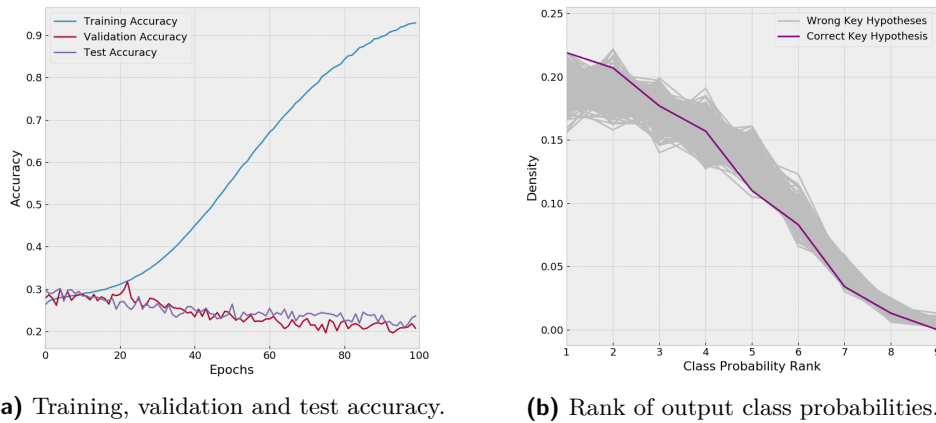 Training Accuracy
Validation Accuracy
Test Accuracy
0.9
0.8
0.7
0.6
0.5
0.4
0.3
0.2
Accuracy
0 20 40 60 80 100
Epochs
a) Training, validation and test accuracy.
Wrong Key Hypotheses
Correct Key Hypothesis
0.25
0.20
0.15
0.10
0.05
0.00
Density
1 2 3 4 5 6 7 8 9
Class Probability Rank
(b) Rank of output class probabilities.